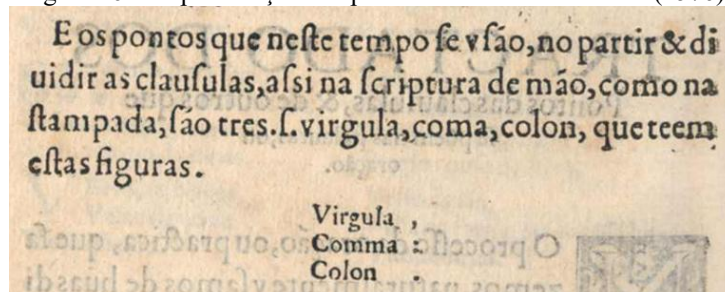 E os pontos que neſte tempo ſe vſão,no partir & di
uidir as clauſulas,aſsi na ſcriptura de mão,como na
ſtampada,ſão tres.ſ.virgula,coma,colon, que teem
eſtas figuras.
Virgula ,
Comma :
Colon .